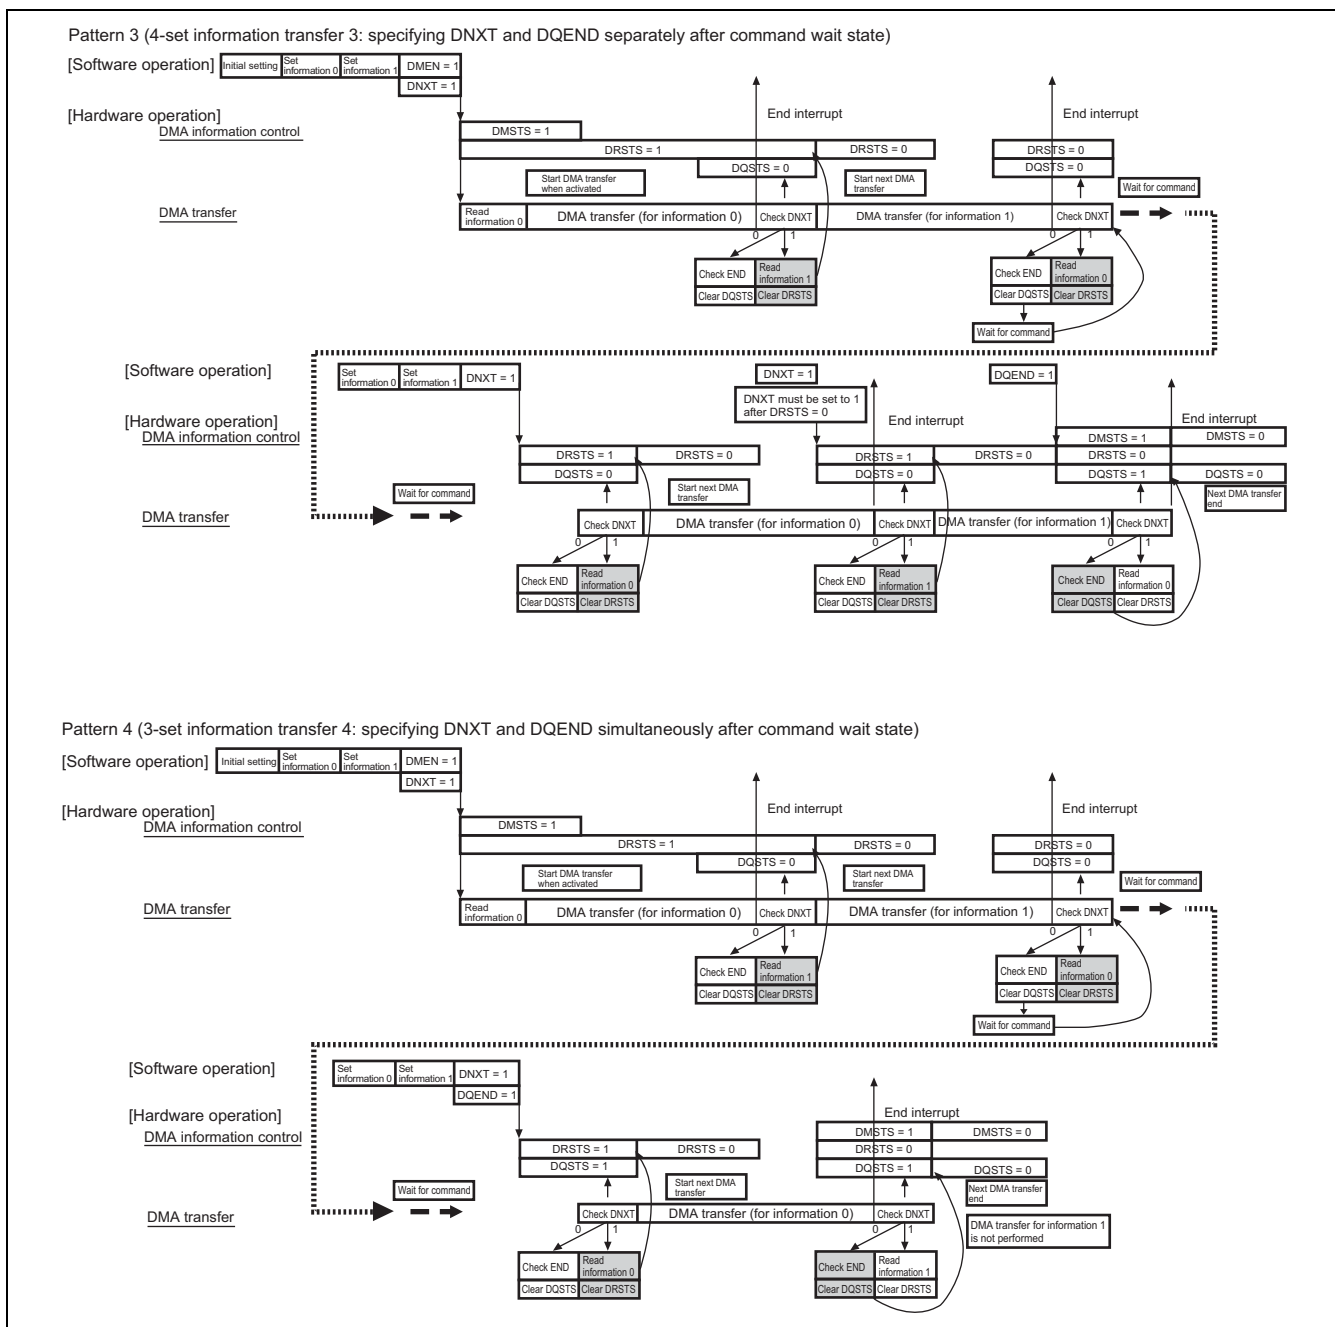 Pattern 3 (4-set information transfer 3: specifying DNXT and DQEND separately after command wait state)
[Software operation]
Initial setting
Set
information 0
Set
information 1
DMEN = 1
DNXT = 1
[Hardware operation]
End interrupt
End interrupt
DMA information control
DMSTS = 1
DRSTS = 1
DRSTS = 0
DRSTS = 0
DQSTS = 0
DQSTS = 0
Start DMA transfer
when activated
Start next DMA
transfer
Wait for command
DMA transfer
Read
information 0
DMA transfer (for information 0)
Check DNXT
DMA transfer (for information 1)
Check DNXT
0
1
0
1
Check END
Read
information 1
Clear DQSTS
Clear DRSTS
Check END
Read
information 0
Clear DQSTS
Clear DRSTS
Wait for command
[Software operation]
Set
information 0
Set
information 1
DNXT = 1
DNXT = 1
DQEND = 1
DNXT must be set to 1
after DRSTS = 0
[Hardware operation]
End interrupt
End interrupt
DMA information control
DMSTS = 1
DMSTS = 0
DRSTS = 1
DRSTS = 0
DRSTS = 1
DRSTS = 0
DRSTS = 0
DQSTS = 0
DQSTS = 0
DQSTS = 1
DQSTS = 0
Wait for command
Start next DMA
transfer
Next DMA transfer
end
DMA transfer
Check DNXT
DMA transfer (for information 0)
Check DNXT
DMA transfer (for information 1)
Check DNXT
0
1
0
1
0
1
Check END
Read
information 0
Clear DQSTS
Clear DRSTS
Check END
Read
information 1
Clear DQSTS
Clear DRSTS
Check END
Read
information 0
Clear DQSTS
Clear DRSTS
Pattern 4 (3-set information transfer 4: specifying DNXT and DQEND simultaneously after command wait state)
[Software operation]
Initial setting
Set
information 0
Set
information 1
DMEN = 1
DNXT = 1
[Hardware operation]
End interrupt
End interrupt
DMA information control
DMSTS = 1
DRSTS = 1
DRSTS = 0
DRSTS = 0
DQSTS = 0
DQSTS = 0
Start DMA transfer
when activated
Start next DMA
transfer
Wait for command
DMA transfer
Read
information 0
DMA transfer (for information 0)
Check DNXT
DMA transfer (for information 1)
Check DNXT
0
1
0
1
Check END
Read
information 1
Clear DQSTS
Clear DRSTS
Check END
Read
information 0
Clear DQSTS
Clear DRSTS
Wait for command
[Software operation]
Set
information 0
Set
information 1
DNXT = 1
DQEND = 1
[Hardware operation]
End interrupt
DMA information control
DMSTS = 1
DMSTS = 0
DRSTS = 1
DRSTS = 0
DRSTS = 0
DQSTS = 1
DQSTS = 1
DQSTS = 0
Wait for command
Start next DMA
transfer
Next DMA transfer
end
DMA transfer
Check DNXT
DMA transfer (for information 0)
Check DNXT
DMA transfer for information 1
is not performed
0
1
0
1
Check END
Read
information 0
Clear DQSTS
Clear DRSTS
Check END
Read
information 1
Clear DQSTS
Clear DRSTS